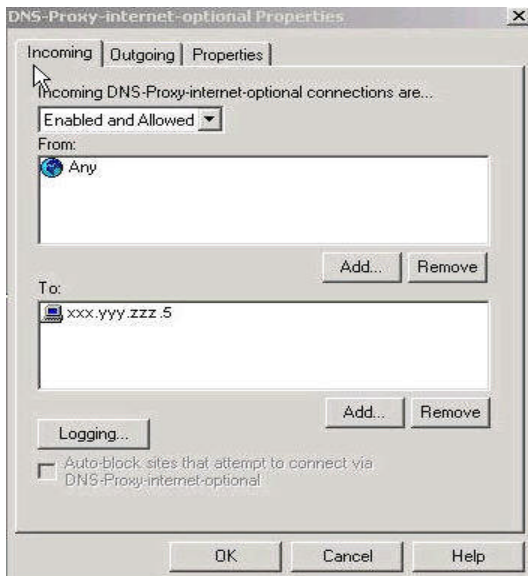 DNS-Proxy-internet-optional Properties
Incoming Outgoing Properties
Incoming DNS-Proxy-internet-optional connections are...
Enabled and Allowed
From:
Any
Add... Remove
To:
xxx.yyy.zzz.5
Add... Remove
Logging...
Auto-block sites that attempt to connect via
DNS-Proxy-internet-optional
OK Cancel Help